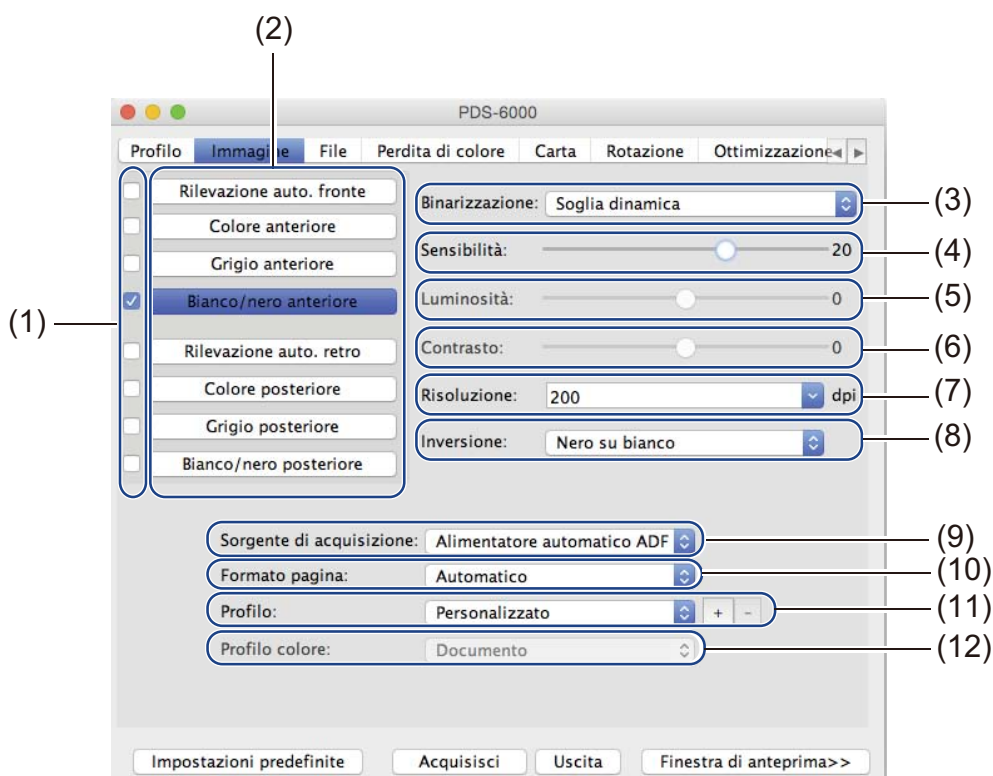 (2)
PDS-6000
Profilo Immagine File Perdita di colore Carta Rotazione Ottimizzazione
Rilevazione auto. fronte
Colore anteriore
Grigio anteriore
Bianco/nero anteriore
Rilevazione auto. retro
Colore posteriore
Grigio posteriore
Bianco/nero posteriore
(1)
Binarizzazione: Soglia dinamica (3)
Sensibilità: 20 (4)
Luminosità: 0 (5)
Contrasto: 0 (6)
Risoluzione: 200 dpi (7)
Inversione: Nero su bianco (8)
Sorgente di acquisizione: Alimentatore automatico ADF (9)
Formato pagina: Automatico (10)
Profilo: Personalizzato + - (11)
Profilo colore: Documento (12)
Impostazioni predefinite Acquisisci Uscita Finestra di anteprima>>